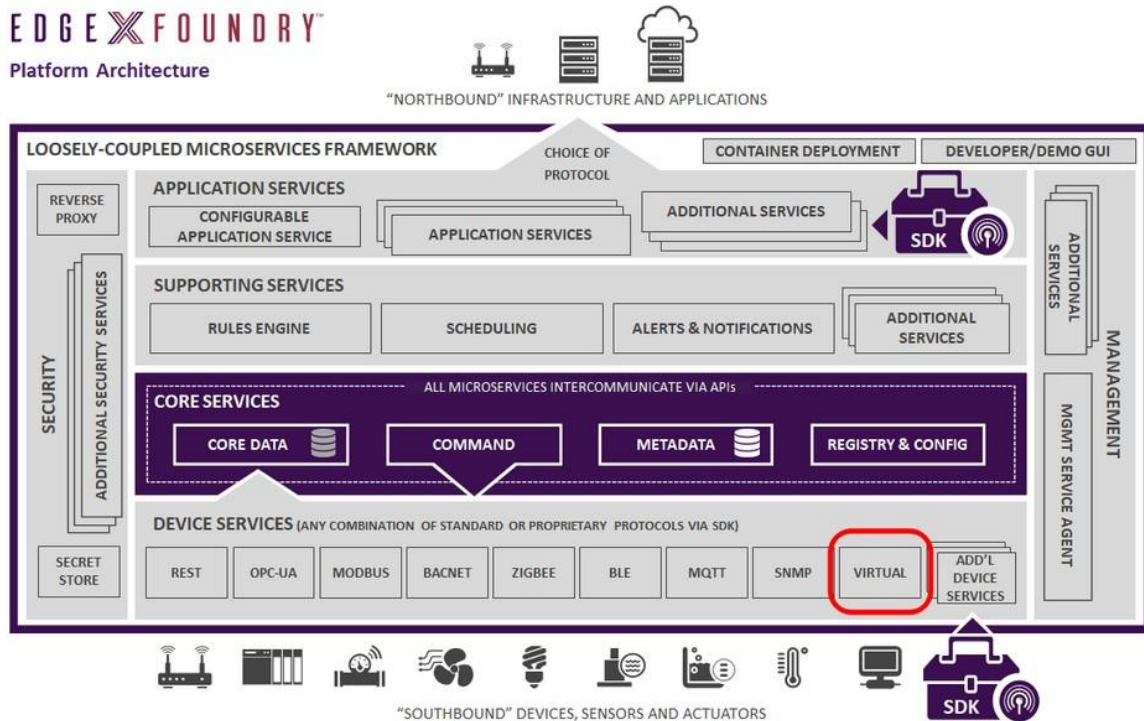 EDGE X FOUNDRY™
Platform Architecture
"NORTHBOUND" INFRASTRUCTURE AND APPLICATIONS
LOOSELY-COUPLED MICROSERVICES FRAMEWORK
CHOICE OF
PROTOCOL
CONTAINER DEPLOYMENT
DEVELOPER/DEMO GUI
REVERSE
PROXY
SECURITY
ADDITIONAL SECURITY SERVICES
SECRET
STORE
APPLICATION SERVICES
CONFIGURABLE
APPLICATION SERVICE
APPLICATION SERVICES
ADDITIONAL SERVICES
SDK
SUPPORTING SERVICES
RULES ENGINE
SCHEDULING
ALERTS & NOTIFICATIONS
ADDITIONAL
SERVICES
ALL MICROSERVICES INTERCOMMUNICATE VIA APIs
CORE SERVICES
CORE DATA
COMMAND
METADATA
REGISTRY & CONFIG
DEVICE SERVICES (ANY COMBINATION OF STANDARD OR PROPRIETARY PROTOCOLS VIA SDK)
REST
OPC-UA
MODBUS
BACNET
ZIGBEE
BLE
MQTT
SNMP
VIRTUAL
ADD'L
DEVICE
SERVICES
ADDITIONAL
SERVICES
MANAGEMENT
MGMT SERVICE AGENT
"SOUTHBOUND" DEVICES, SENSORS AND ACTUATORS
SDK